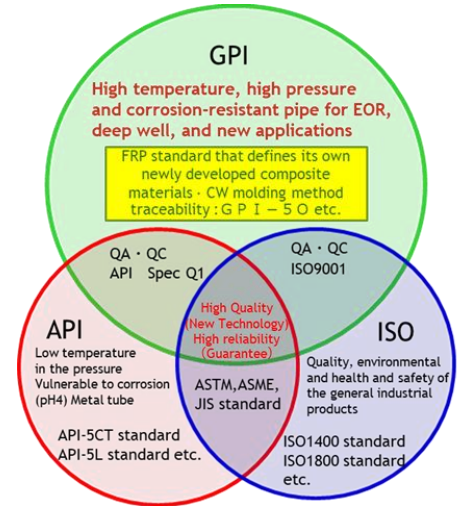 GPI
High temperature, high pressure
and corrosion-resistant pipe for EOR,
deep well, and new applications
FRP standard that defines its own
newly developed composite
materials · CW molding method
traceability : G P I － 5 O etc.
QA · QC
API Spec Q1
QA · QC
ISO9001
High Quality
(New Technology)
High reliability
(Guarantee)
API
Low temperature
in the pressure
Vulnerable to corrosion
(pH4) Metal tube
API-5CT standard
API-5L standard etc.
ASTM,ASME,
JIS standard
ISO
Quality, environmental
and health and safety of
the general industrial
products
ISO1400 standard
ISO1800 standard
etc.